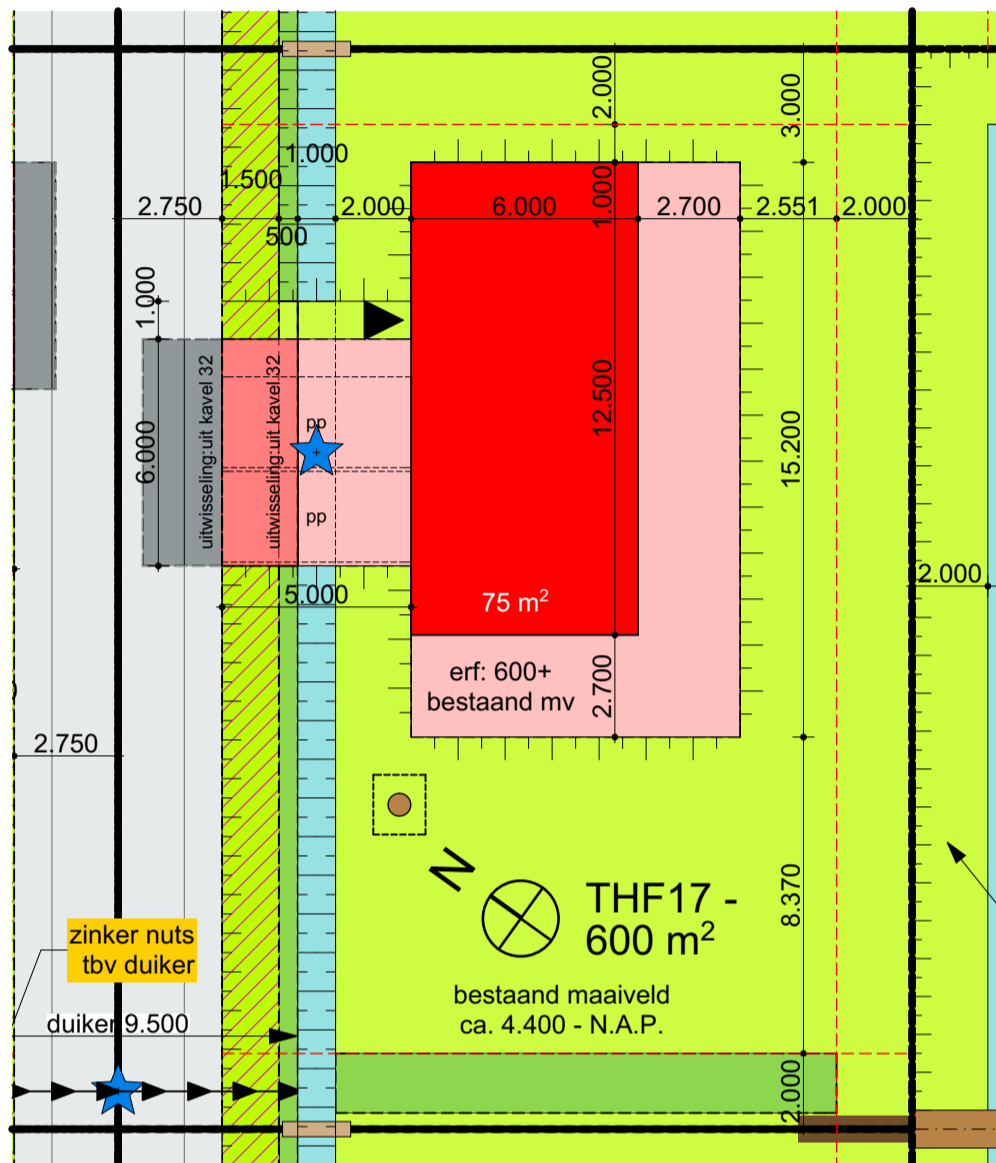 2.000
3.000
1.000
1.500
2.750
500
2.000
6.000
1.000
2.700
2.551
2.000
1.000
6.000
uitwisseling:uit kavel 32
uitwisseling:uit kavel 32
pp
pp
12.500
15.200
5.000
75 m²
2.000
erf: 600+
bestaand mv
2.700
2.750
N
THF17 -
600 m²
8.370
zinker nuts
tbv duiker
bestaand maaiveld
ca. 4.400 - N.A.P.
duiker 9.500
2.000